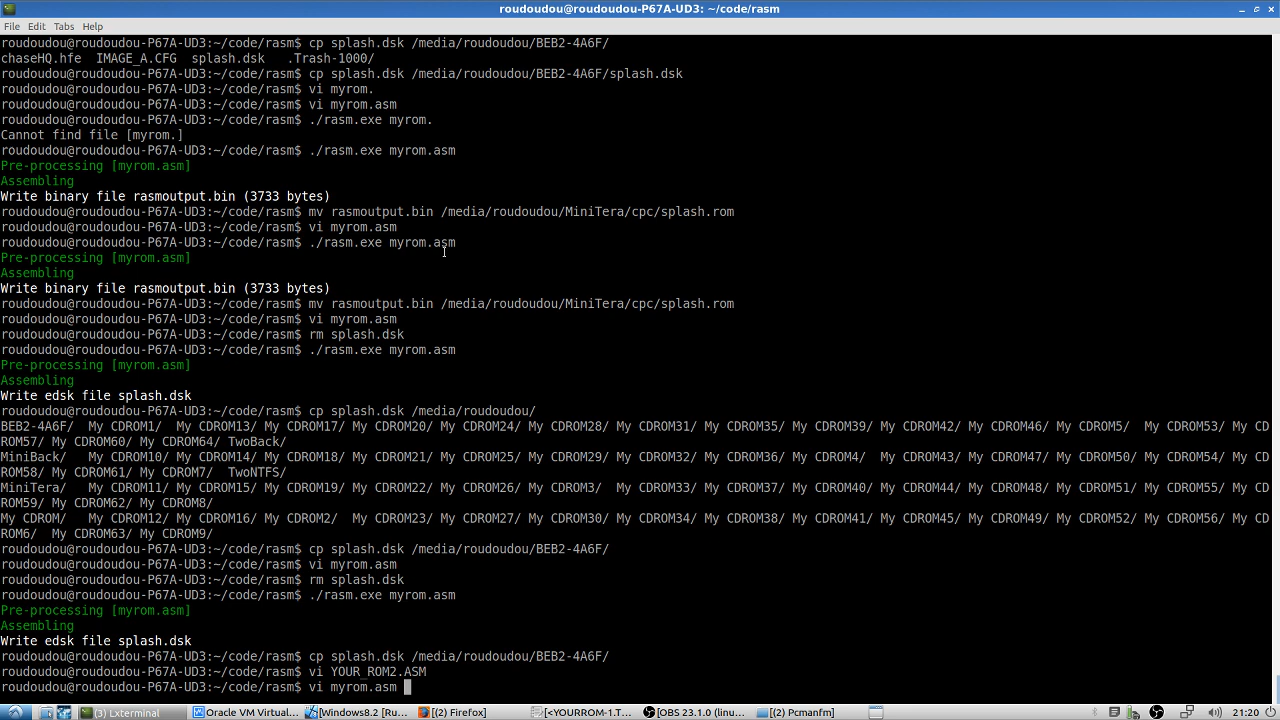 roudoudou@roudoudou-P67A-UD3: ~/code/rasm
File Edit Tabs Help
roudoudou@roudoudou-P67A-UD3:~/code/rasm$ cp splash.dsk /media/roudoudou/BEB2-4A6F/
chaseHQ.hfe  IMAGE_A.CFG  splash.dsk   .Trash-1000/
roudoudou@roudoudou-P67A-UD3:~/code/rasm$ cp splash.dsk /media/roudoudou/BEB2-4A6F/splash.dsk
roudoudou@roudoudou-P67A-UD3:~/code/rasm$ vi myrom.
roudoudou@roudoudou-P67A-UD3:~/code/rasm$ vi myrom.asm
roudoudou@roudoudou-P67A-UD3:~/code/rasm$ ./rasm.exe myrom.
Cannot find file [myrom.]
roudoudou@roudoudou-P67A-UD3:~/code/rasm$ ./rasm.exe myrom.asm
Pre-processing [myrom.asm]
Assembling
Write binary file rasmoutput.bin (3733 bytes)
roudoudou@roudoudou-P67A-UD3:~/code/rasm$ mv rasmoutput.bin /media/roudoudou/MiniTera/cpc/splash.rom
roudoudou@roudoudou-P67A-UD3:~/code/rasm$ vi myrom.asm
roudoudou@roudoudou-P67A-UD3:~/code/rasm$ ./rasm.exe myrom.asm
Pre-processing [myrom.asm]
Assembling
Write binary file rasmoutput.bin (3733 bytes)
roudoudou@roudoudou-P67A-UD3:~/code/rasm$ mv rasmoutput.bin /media/roudoudou/MiniTera/cpc/splash.rom
roudoudou@roudoudou-P67A-UD3:~/code/rasm$ vi myrom.asm
roudoudou@roudoudou-P67A-UD3:~/code/rasm$ rm splash.dsk
roudoudou@roudoudou-P67A-UD3:~/code/rasm$ ./rasm.exe myrom.asm
Pre-processing [myrom.asm]
Assembling
Write edsk file splash.dsk
roudoudou@roudoudou-P67A-UD3:~/code/rasm$ cp splash.dsk /media/roudoudou/
BEB2-4A6F/  My CDROM1/  My CDROM13/ My CDROM17/ My CDROM20/ My CDROM24/ My CDROM28/ My CDROM31/ My CDROM35/ My CDROM39/ My CDROM42/ My CDROM46/ My CDROM5/  My CDROM53/ My CD
ROM57/ My CDROM60/ My CDROM64/ TwoBack/
MiniBack/   My CDROM10/ My CDROM14/ My CDROM18/ My CDROM21/ My CDROM25/ My CDROM29/ My CDROM32/ My CDROM36/ My CDROM4/  My CDROM43/ My CDROM47/ My CDROM50/ My CDROM54/ My CD
ROM58/ My CDROM61/ My CDROM7/  TwoNTFS/
MiniTera/   My CDROM11/ My CDROM15/ My CDROM19/ My CDROM22/ My CDROM26/ My CDROM3/  My CDROM33/ My CDROM37/ My CDROM40/ My CDROM44/ My CDROM48/ My CDROM51/ My CDROM55/ My CD
ROM59/ My CDROM62/ My CDROM8/
My CDROM/   My CDROM12/ My CDROM16/ My CDROM2/  My CDROM23/ My CDROM27/ My CDROM30/ My CDROM34/ My CDROM38/ My CDROM41/ My CDROM45/ My CDROM49/ My CDROM52/ My CDROM56/ My CD
ROM6/  My CDROM63/ My CDROM9/
roudoudou@roudoudou-P67A-UD3:~/code/rasm$ cp splash.dsk /media/roudoudou/BEB2-4A6F/
roudoudou@roudoudou-P67A-UD3:~/code/rasm$ vi myrom.asm
roudoudou@roudoudou-P67A-UD3:~/code/rasm$ rm splash.dsk
roudoudou@roudoudou-P67A-UD3:~/code/rasm$ ./rasm.exe myrom.asm
Pre-processing [myrom.asm]
Assembling
Write edsk file splash.dsk
roudoudou@roudoudou-P67A-UD3:~/code/rasm$ cp splash.dsk /media/roudoudou/BEB2-4A6F/
roudoudou@roudoudou-P67A-UD3:~/code/rasm$ vi YOUR_ROM2.ASM
roudoudou@roudoudou-P67A-UD3:~/code/rasm$ vi myrom.asm
(3) Lxterminal Oracle VM Virtual... [Windows8.2 [Ru... [(2) Firefox] [<YOURROM-1.T... OBS 23.1.0 (linu... [(2) Pcmanfm] 21:20